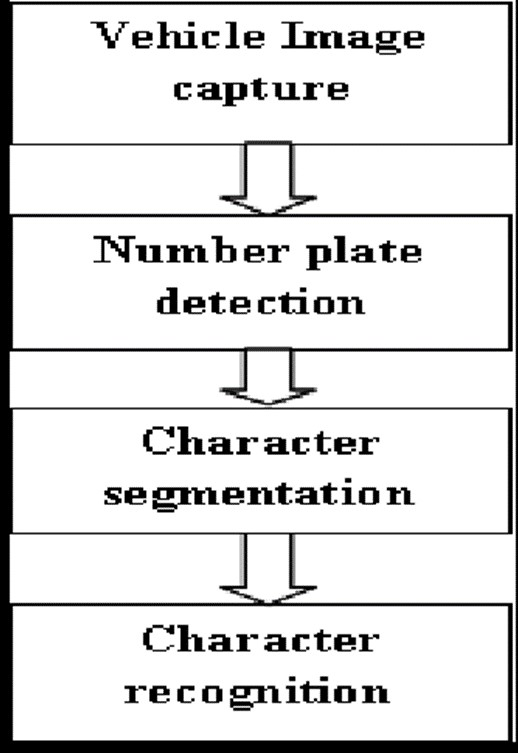 Vehicle Image
capture
Number plate
detection
Character
segmentation
Character
recognition